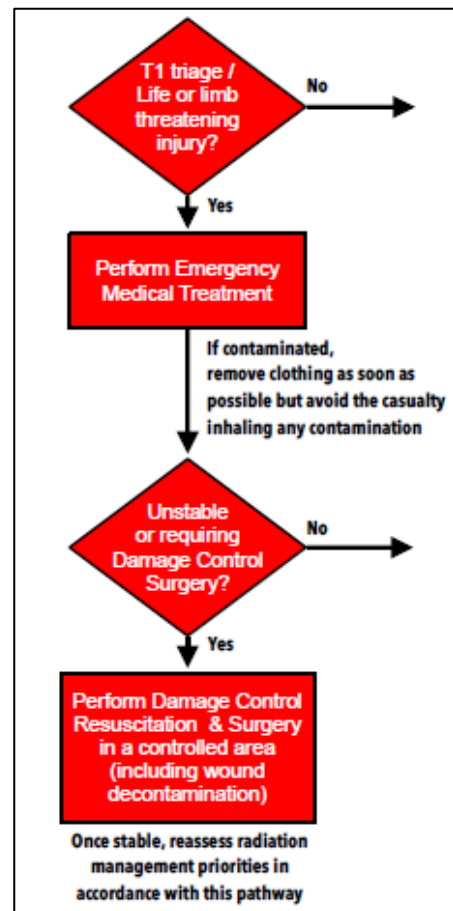 T1 triage /
Life or limb
threatening
injury?
No
Yes
Perform Emergency
Medical Treatment
If contaminated,
remove clothing as soon as
possible but avoid the casualty
inhaling any contamination
Unstable
or requiring
Damage Control
Surgery?
No
Yes
Perform Damage Control
Resuscitation & Surgery
in a controlled area
(including wound
decontamination)
Once stable, reassess radiation
management priorities in
accordance with this pathway